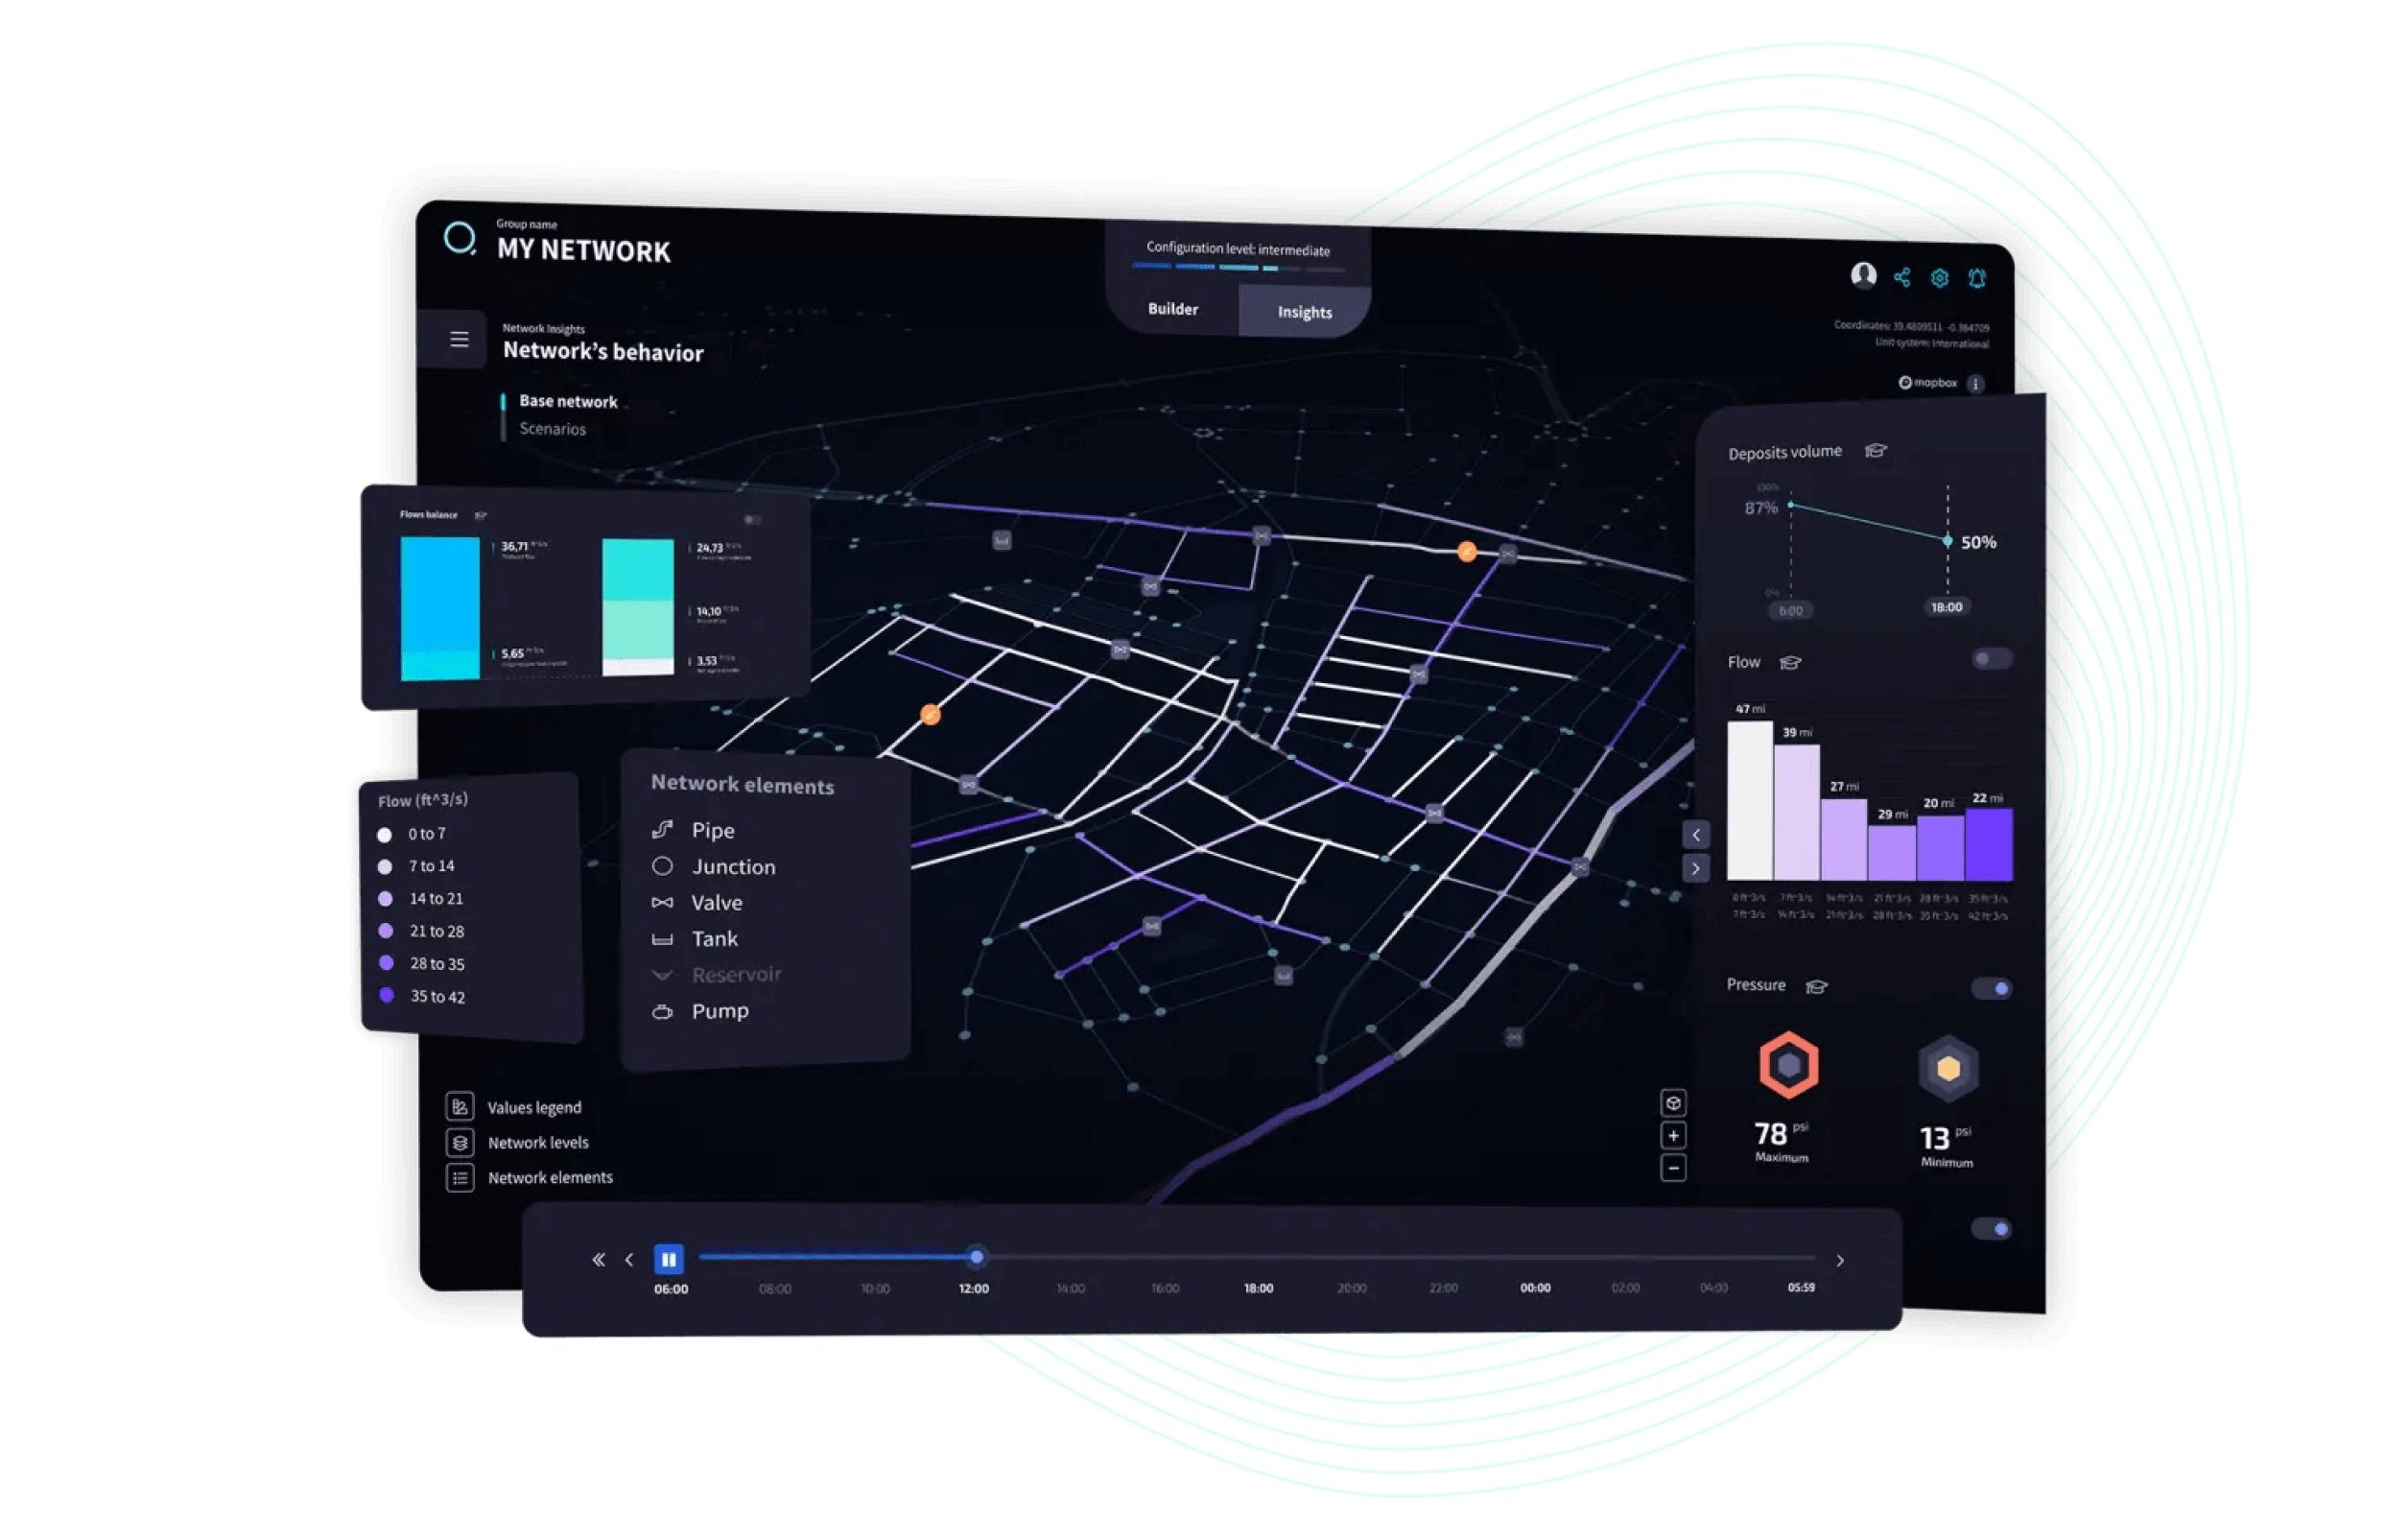 Group name
MY NETWORK
Configuration level: intermediate
Builder
Insights
Coordinates: 39.4809511 -0.364709
Unit system: International
mapbox
Network Insights
Network's behavior
Base network
Scenarios
Flows balance
36,71
5,65
24,73
14,10
3,53
Flow (ft^3/s)
0 to 7
7 to 14
14 to 21
21 to 28
28 to 35
35 to 42
Network elements
Pipe
Junction
Valve
Tank
Reservoir
Pump
Values legend
Network levels
Network elements
Deposits volume
100%
87%
50%
0%
6:00
18:00
Flow
47 mi
39 mi
27 mi
29 mi
20 mi
22 mi
0 ft^3/s 7 ft^3/s 14 ft^3/s 21 ft^3/s 28 ft^3/s 35 ft^3/s
7 ft^3/s 14 ft^3/s 21 ft^3/s 28 ft^3/s 35 ft^3/s 42 ft^3/s
Pressure
78 psi
Maximum
13 psi
Minimum
06:00 08:00 10:00 12:00 14:00 16:00 18:00 20:00 22:00 00:00 02:00 04:00 05:59